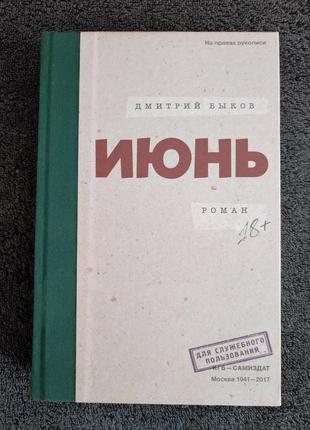 На правах рукописи
ДМИТРИЙ БЫКОВ
ИЮНЬ
РОМАН
18+
ДЛЯ СЛУЖЕБНОГО
ПОЛЬЗОВАНИЯ
КГБ – САМИЗДАТ
Москва 1941–2017